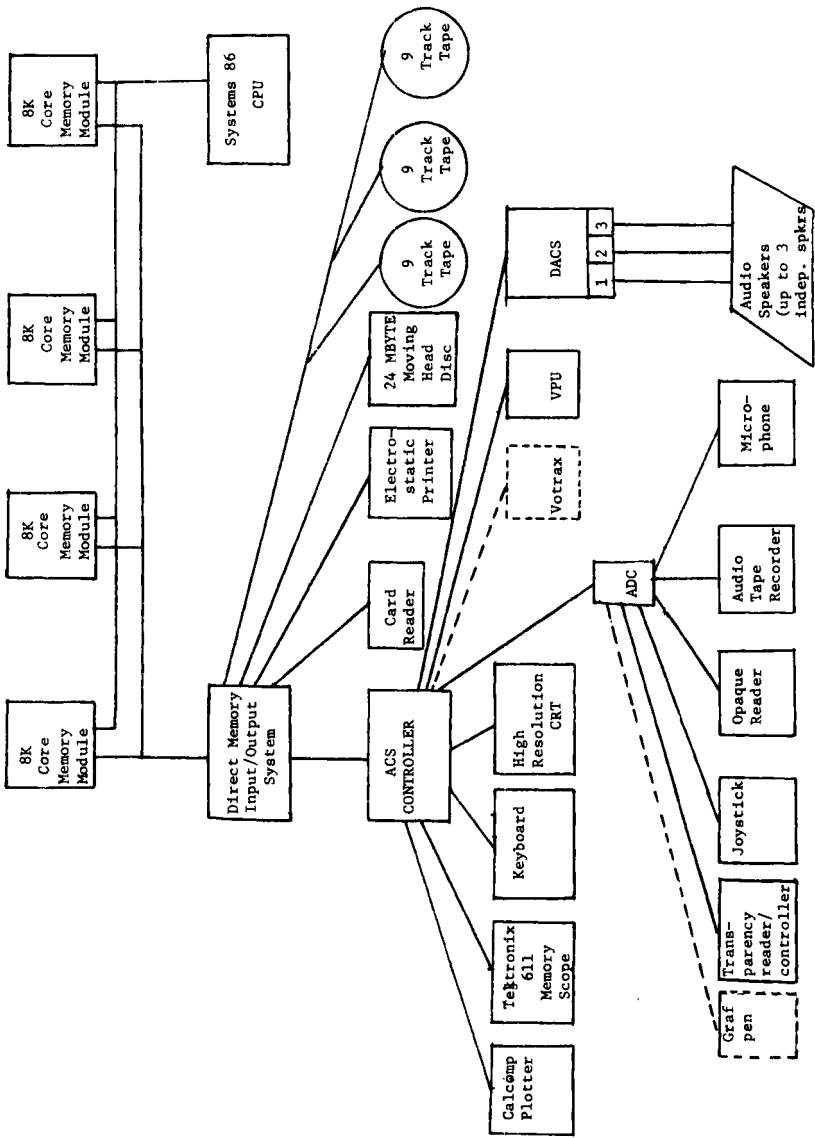 8K
Core
Memory
Module
8K
Core
Memory
Module
8K
Core
Memory
Module
8K
Core
Memory
Module
Systems 86
CPU
Direct Memory
Input/Output
System
Card
Reader
Electro-
static
Printer
24 MBYTE
Moving
Head
Disc
9
Track
Tape
9
Track
Tape
9
Track
Tape
ACS
CONTROLLER
Calcomp
Plotter
Tektronix
611
Memory
Scope
Keyboard
High
Resolution
CRT
Votrax
VPU
DACS
1 2 3
Audio
Speakers
(up to 3
indep. spkrs
ADC
Graf
pen
Trans-
parency
reader/
controller
Joystick
Opaque
Reader
Audio
Tape
Recorder
Micro-
phone